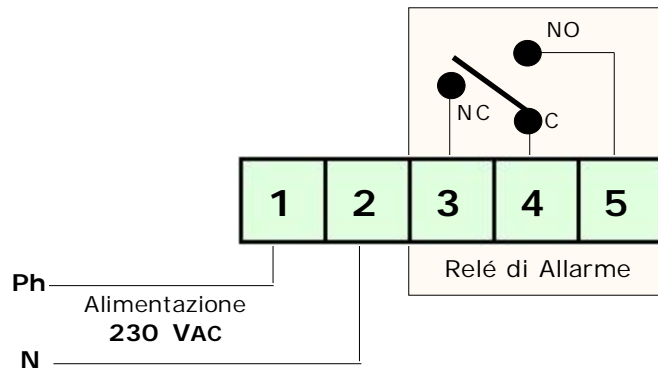 NO
NC
C
1 2 3 4 5
Relé di Allarme
Ph
Alimentazione
230 VAC
N